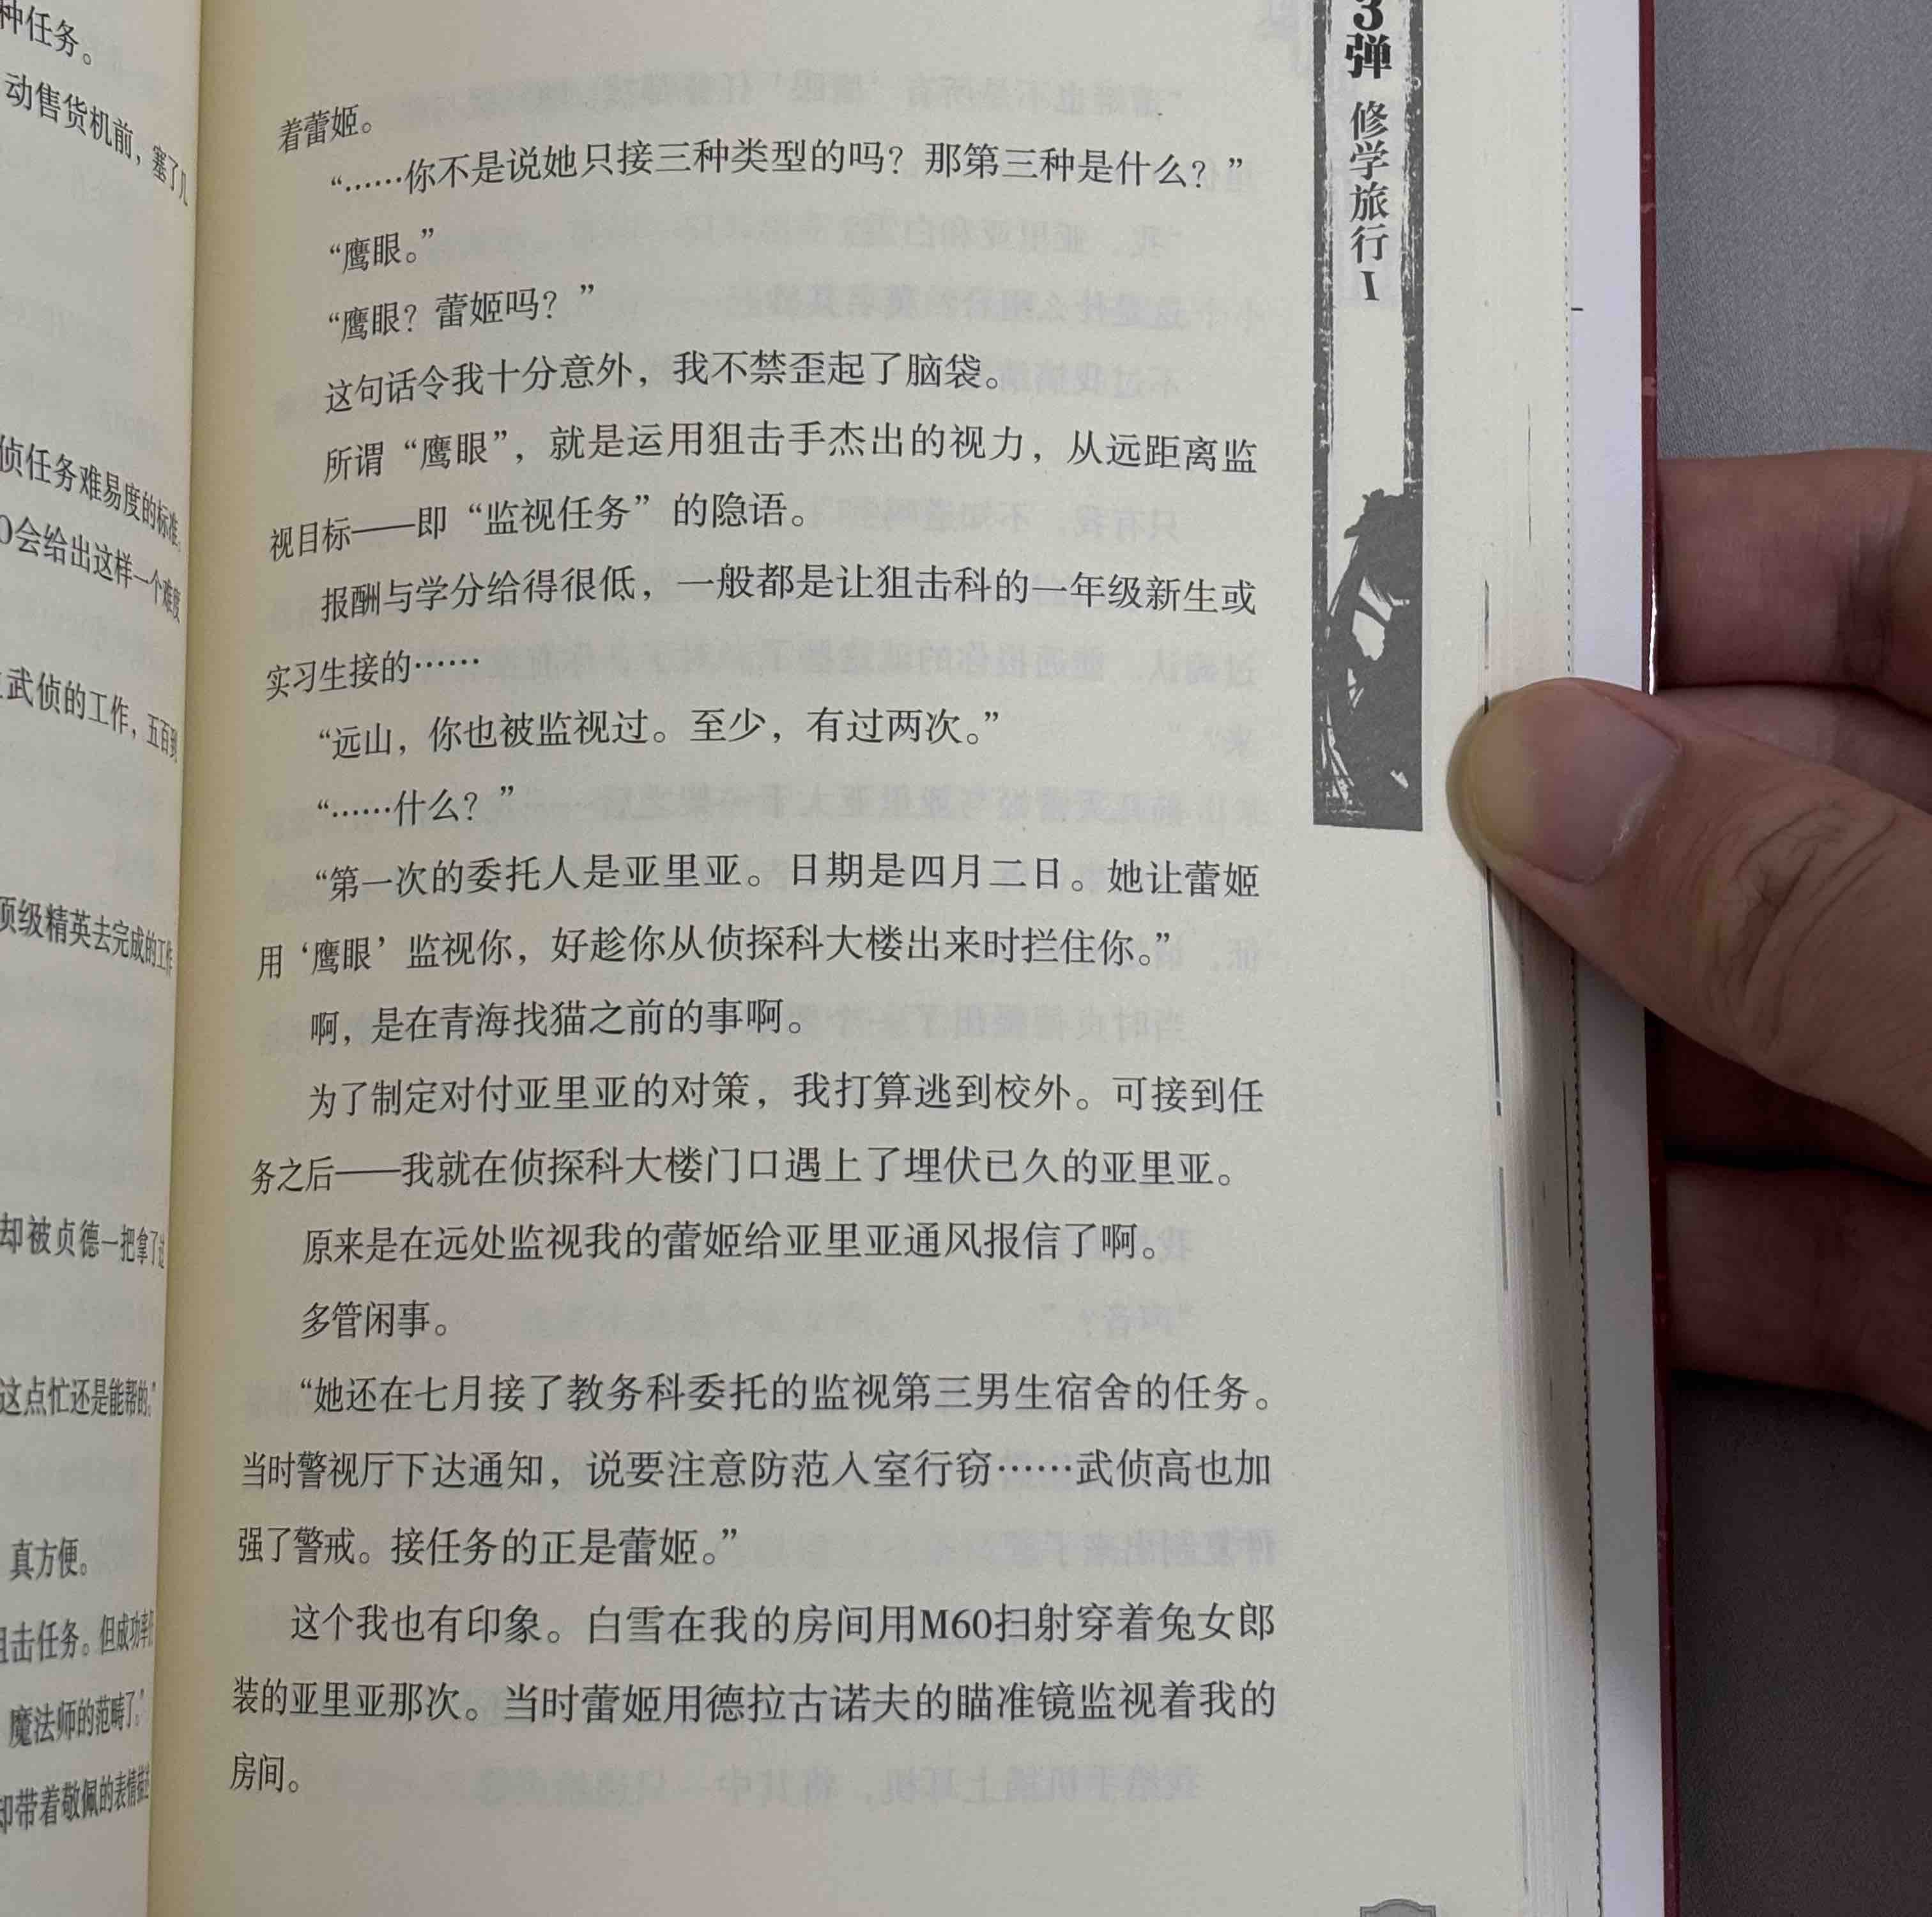 种任务。
动售货机前，塞了几
侦任务难易度的标准。
O会给出这样一个难度
武侦的工作，五百到
顶级精英去完成的工作
却被贞德一把拿了过
这点忙还是能帮的。”
真方便。
狙击任务。但成功率
魔法师的范畴了。”
却带着敬佩的表情
着蕾姬。
“……你不是说她只接三种类型的吗？那第三种是什么？”
“鹰眼。”
“鹰眼？蕾姬吗？”
这句话令我十分意外，我不禁歪起了脑袋。
所谓“鹰眼”，就是运用狙击手杰出的视力，从远距离监
视目标——即“监视任务”的隐语。
报酬与学分给得很低，一般都是让狙击科的一年级新生或
实习生接的……
“远山，你也被监视过。至少，有过两次。”
“……什么？”
“第一次的委托人是亚里亚。日期是四月二日。她让蕾姬
用‘鹰眼’监视你，好趁你从侦探科大楼出来时拦住你。”
啊，是在青海找猫之前的事啊。
为了制定对付亚里亚的对策，我打算逃到校外。可接到任
务之后——我就在侦探科大楼门口遇上了埋伏已久的亚里亚。
原来是在远处监视我的蕾姬给亚里亚通风报信了啊。
多管闲事。
“她还在七月接了教务科委托的监视第三男生宿舍的任务。
当时警视厅下达通知，说要注意防范入室行窃……武侦高也加
强了警戒。接任务的正是蕾姬。”
这个我也有印象。白雪在我的房间用M60扫射穿着兔女郎
装的亚里亚那次。当时蕾姬用德拉古诺夫的瞄准镜监视着我的
房间。
3弹 修学旅行I